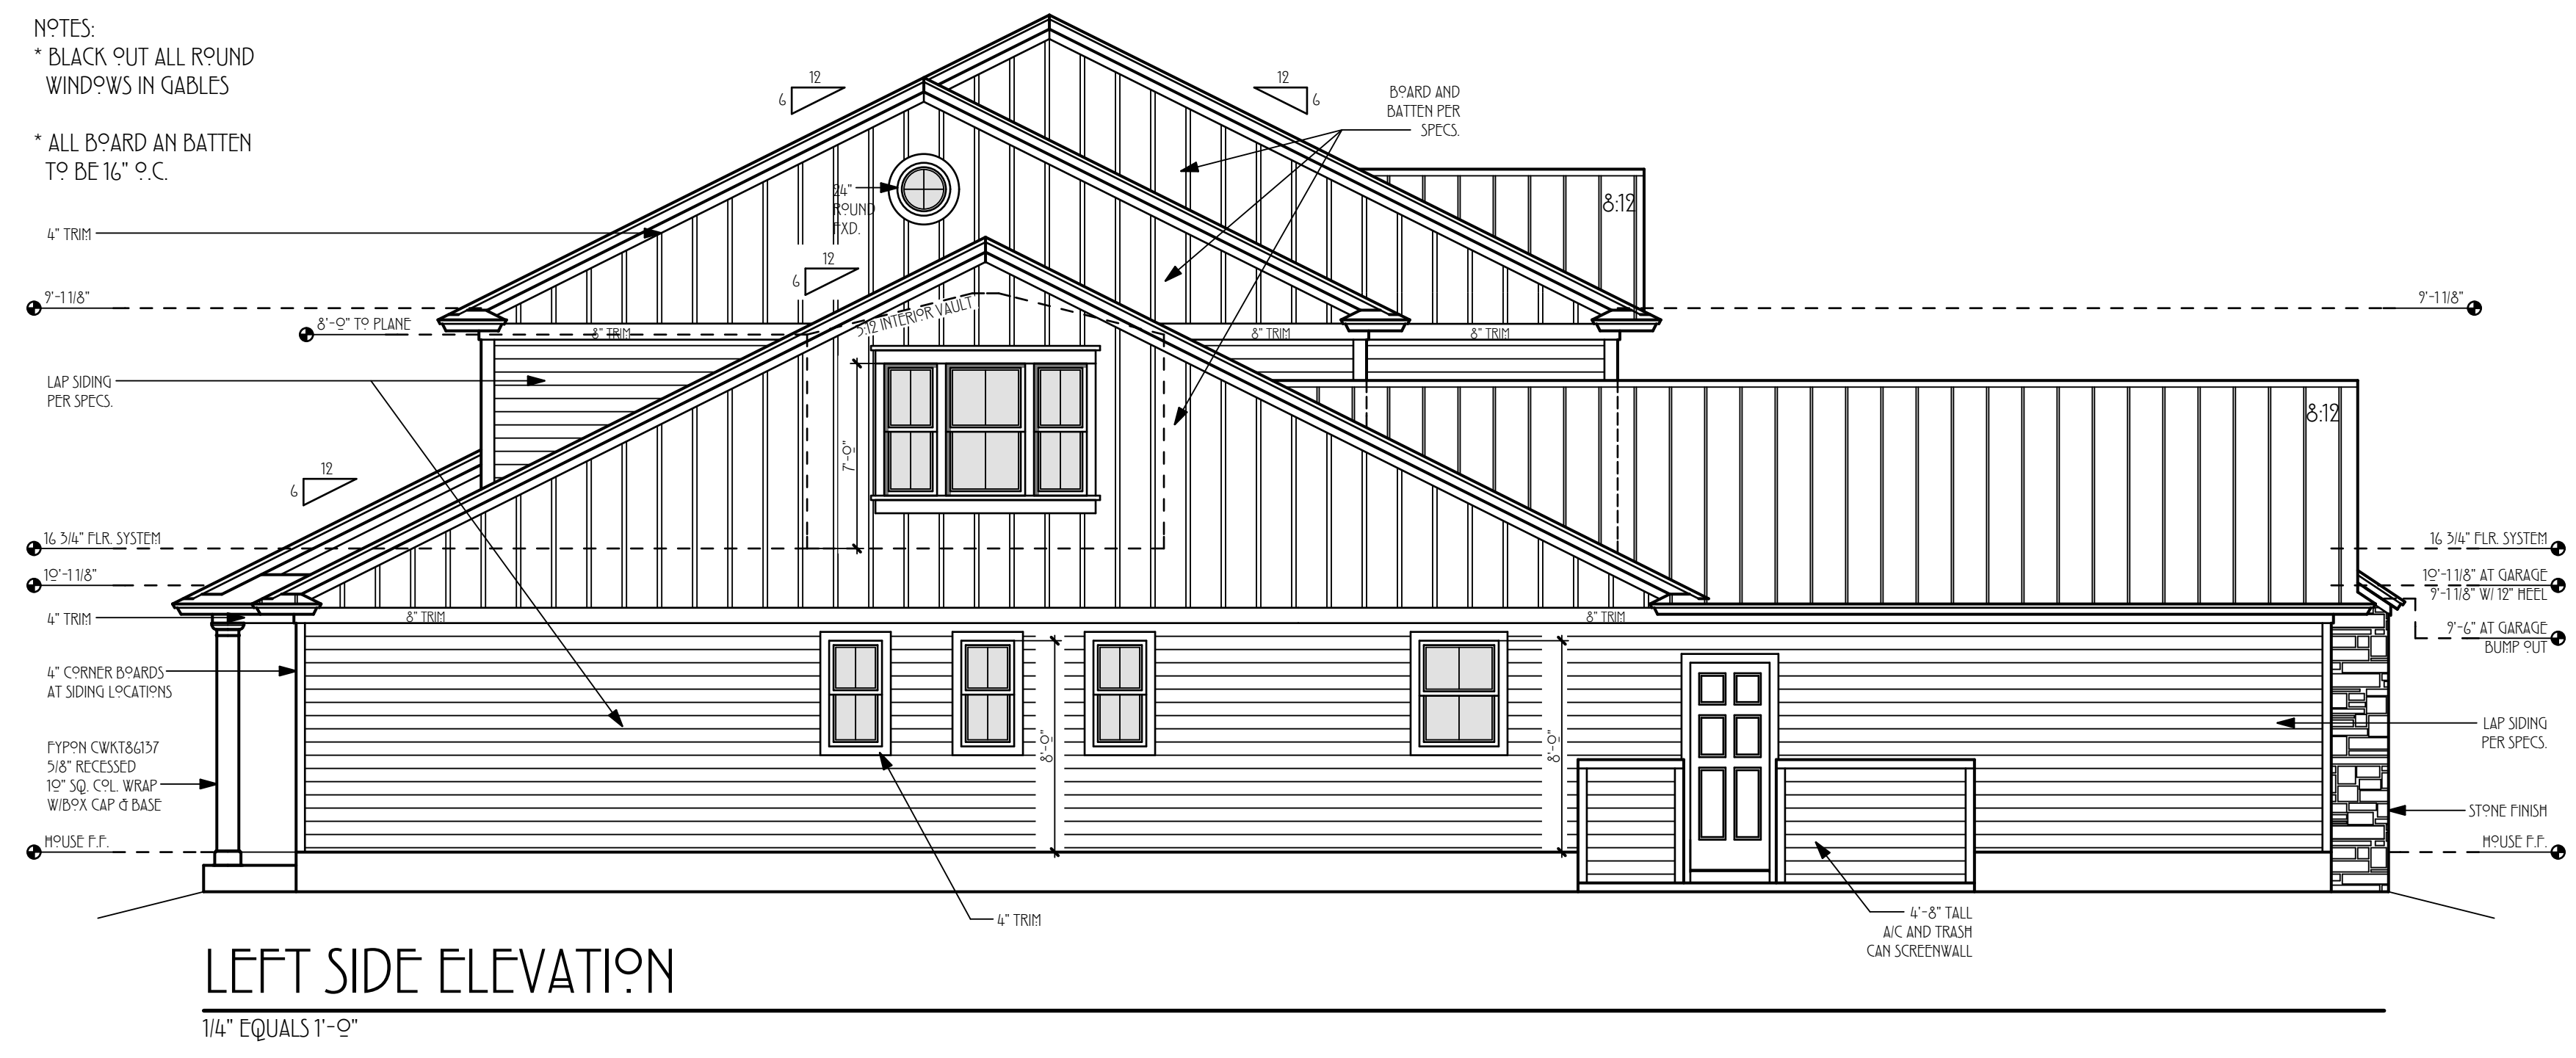 NOTES:
* BLACK OUT ALL ROUND
WINDOWS IN GABLES
* ALL BOARD AN BATTEN
TO BE 16" O.C.
12
6
12
6
BOARD AND
BATTEN PER
SPECS.
24"
ROUND
FXD.
8:12
4" TRIM
12
6
9'-1 1/8"
9'-1 1/8"
8'-0" TO PLANE
5:12 INTERIOR VAULT
8" TRIM
8" TRIM
8" TRIM
LAP SIDING
PER SPECS.
8:12
7'-0"
12
6
16 3/4" FLR. SYSTEM
16 3/4" FLR. SYSTEM
10'-1 1/8"
10'-1 1/8" AT GARAGE
9'-1 1/8" W/ 12" HEEL
4" TRIM
8" TRIM
8" TRIM
9'-6" AT GARAGE
BUMP OUT
4" CORNER BOARDS
AT SIDING LOCATIONS
8'-0"
8'-0"
LAP SIDING
PER SPECS.
FYPON CWKT86137
5/8" RECESSED
10" SQ. COL. WRAP
W/BOX CAP & BASE
STONE FINISH
HOUSE F.F.
HOUSE F.F.
4" TRIM
4'-8" TALL
A/C AND TRASH
CAN SCREENWALL
LEFT SIDE ELEVATION
1/4" EQUALS 1'-0"